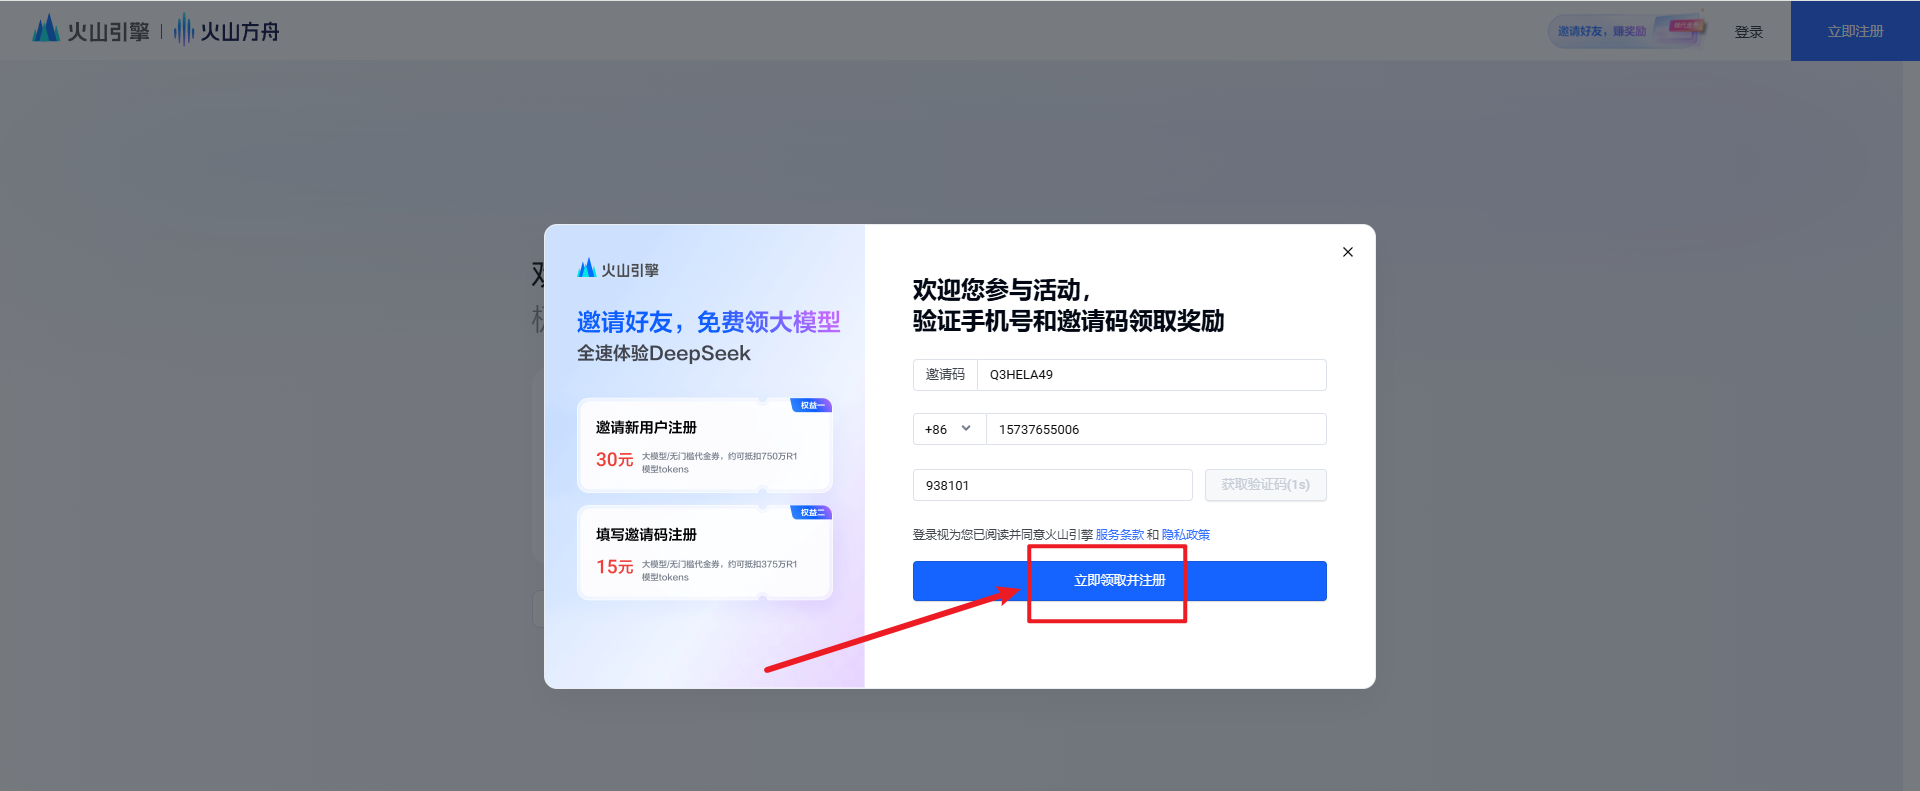 火山引擎 | 火山方舟
邀请好友，赚奖励
登录
立即注册
火山引擎
邀请好友，免费领大模型
全速体验DeepSeek
权益一
邀请新用户注册
30元 大模型/无门槛代金券，约可抵扣750万R1
模型tokens
权益二
填写邀请码注册
15元 大模型/无门槛代金券，约可抵扣375万R1
模型tokens
欢迎您参与活动，
验证手机号和邀请码领取奖励
邀请码 Q3HELA49
+86 15737655006
938101 获取验证码(1s)
登录视为您已阅读并同意火山引擎 服务条款 和 隐私政策
立即领取并注册